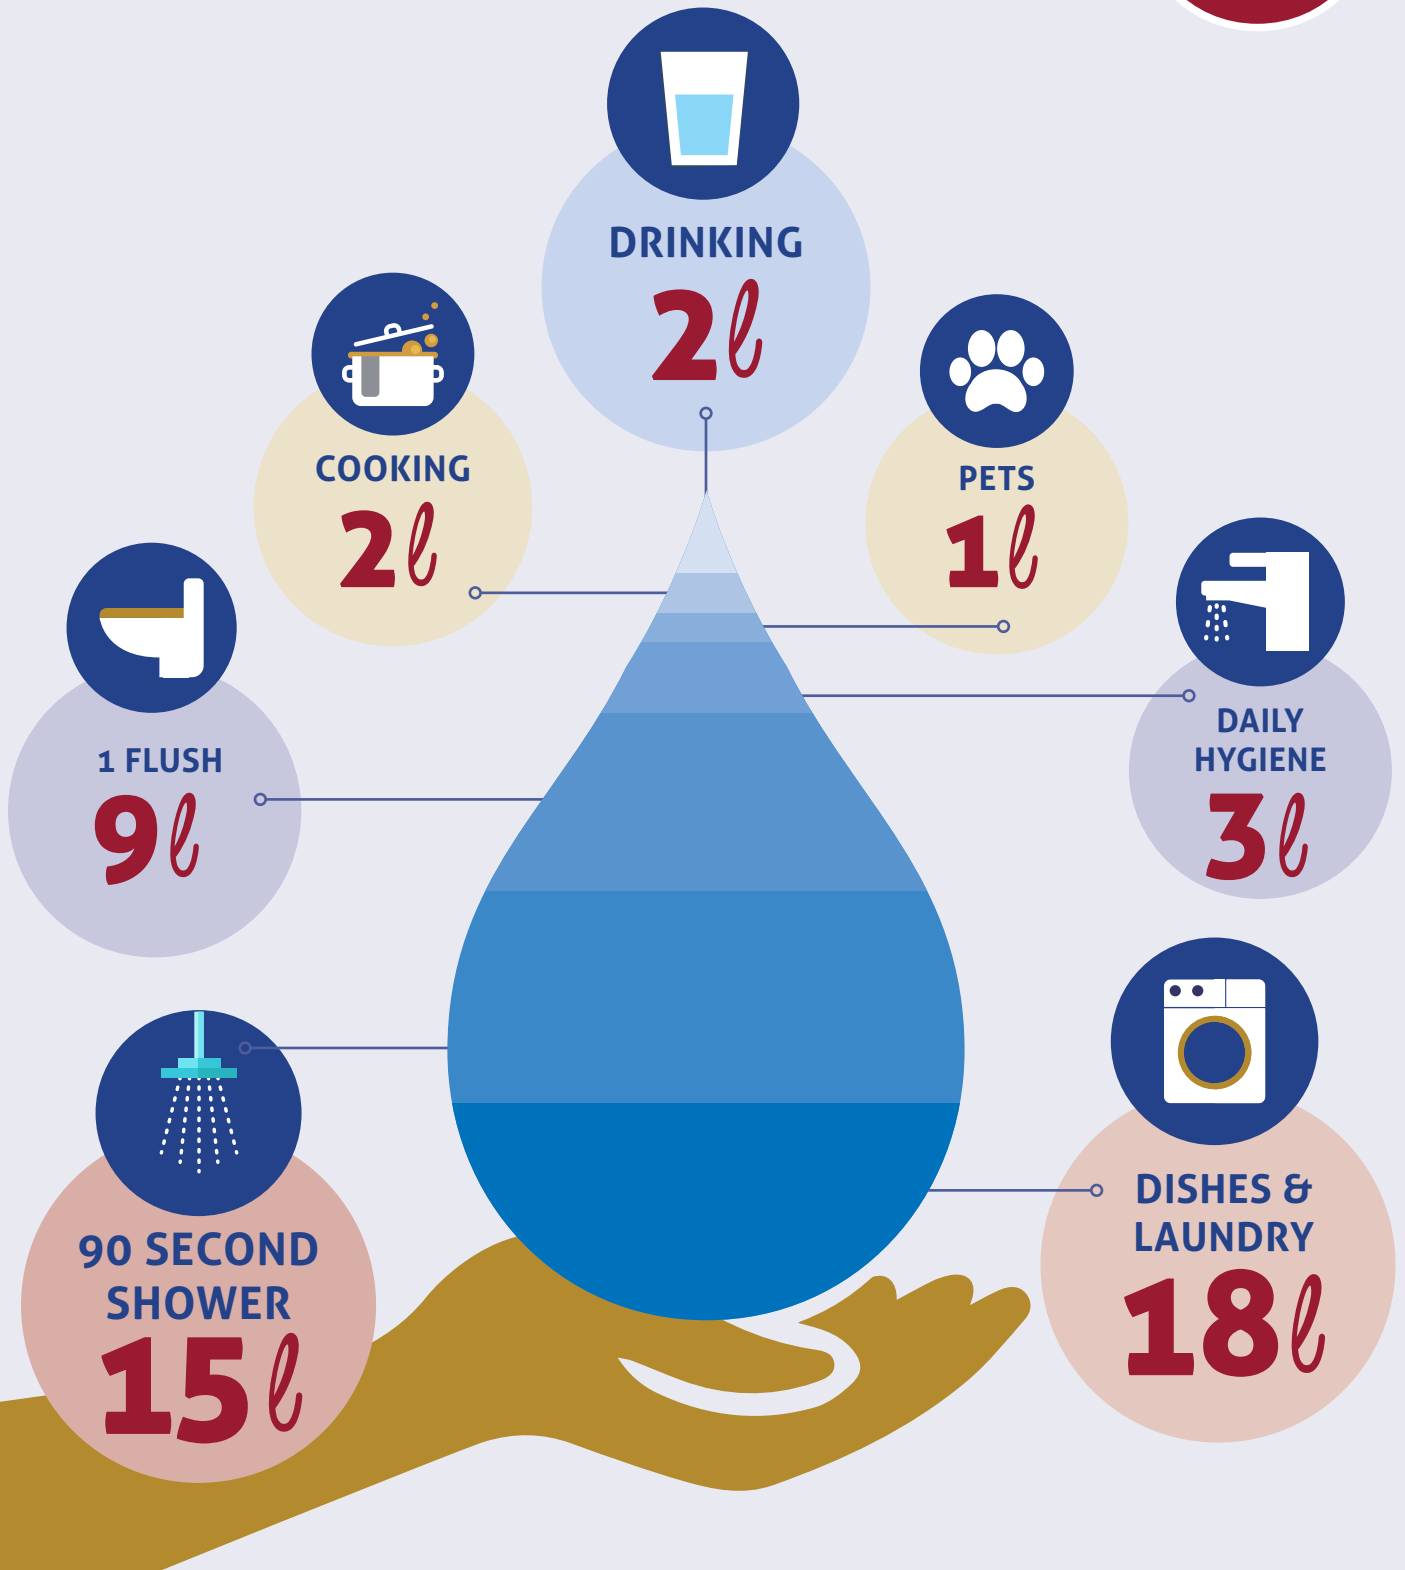 DRINKING
2ℓ
COOKING
2ℓ
PETS
1ℓ
1 FLUSH
9ℓ
DAILY
HYGIENE
3ℓ
90 SECOND
SHOWER
15ℓ
DISHES &
LAUNDRY
18ℓ